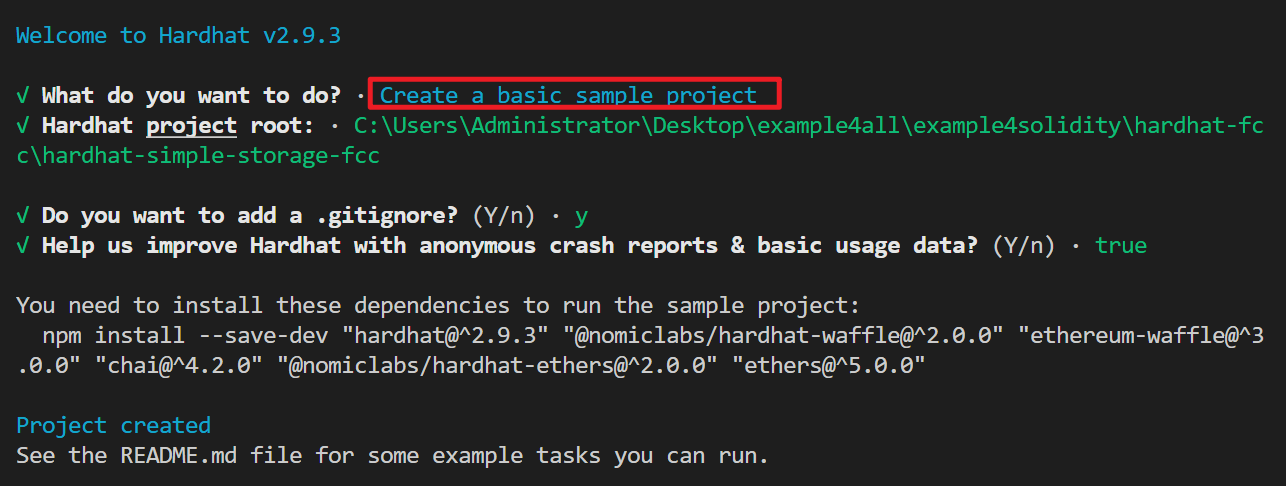 Welcome to Hardhat v2.9.3
√ What do you want to do? · Create a basic sample project
√ Hardhat project root: · C:\Users\Administrator\Desktop\example4all\example4solidity\hardhat-fc
c\hardhat-simple-storage-fcc
√ Do you want to add a .gitignore? (Y/n) · y
√ Help us improve Hardhat with anonymous crash reports & basic usage data? (Y/n) · true
You need to install these dependencies to run the sample project:
  npm install --save-dev "hardhat@^2.9.3" "@nomiclabs/hardhat-waffle@^2.0.0" "ethereum-waffle@^3
.0.0" "chai@^4.2.0" "@nomiclabs/hardhat-ethers@^2.0.0" "ethers@^5.0.0"
Project created
See the README.md file for some example tasks you can run.